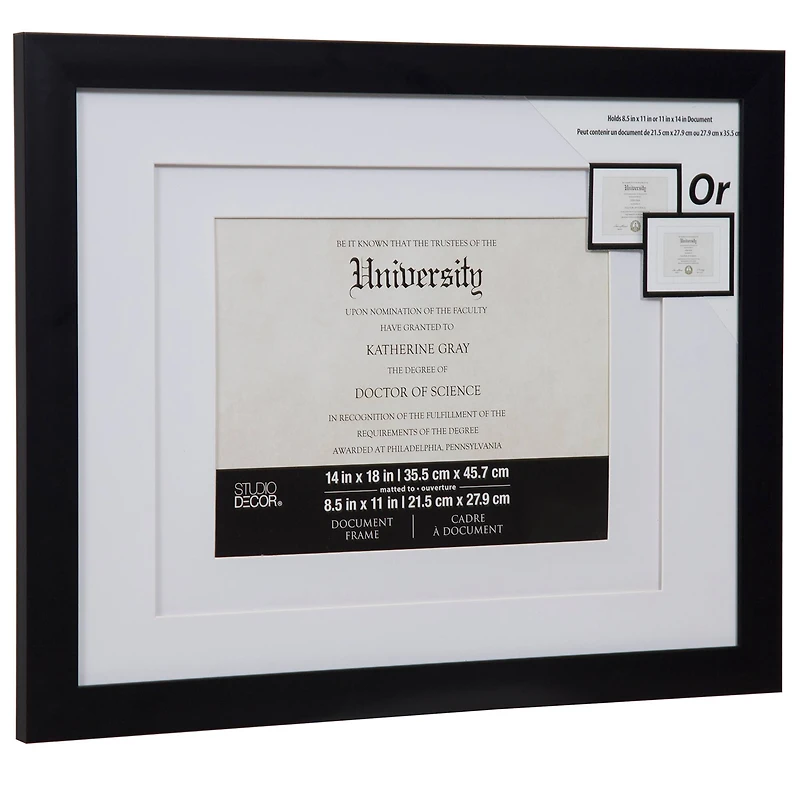 Holds 8.5 in x 11 in or 11 in x 14 in Document
Peut contenir un document de 21.5 cm x 27.9 cm ou 27.9 cm x 35.5 cm
Or
University
University
BE IT KNOWN THAT THE TRUSTEES OF THE
University
UPON NOMINATION OF THE FACULTY
HAVE GRANTED TO
KATHERINE GRAY
THE DEGREE OF
DOCTOR OF SCIENCE
IN RECOGNITION OF THE FULFILLMENT OF THE
REQUIREMENTS OF THE DEGREE
AWARDED AT PHILADELPHIA, PENNSYLVANIA
STUDIO
DECOR®
14 in x 18 in | 35.5 cm x 45.7 cm
matted to • ouverture
8.5 in x 11 in | 21.5 cm x 27.9 cm
DOCUMENT
FRAME
CADRE
À DOCUMENT